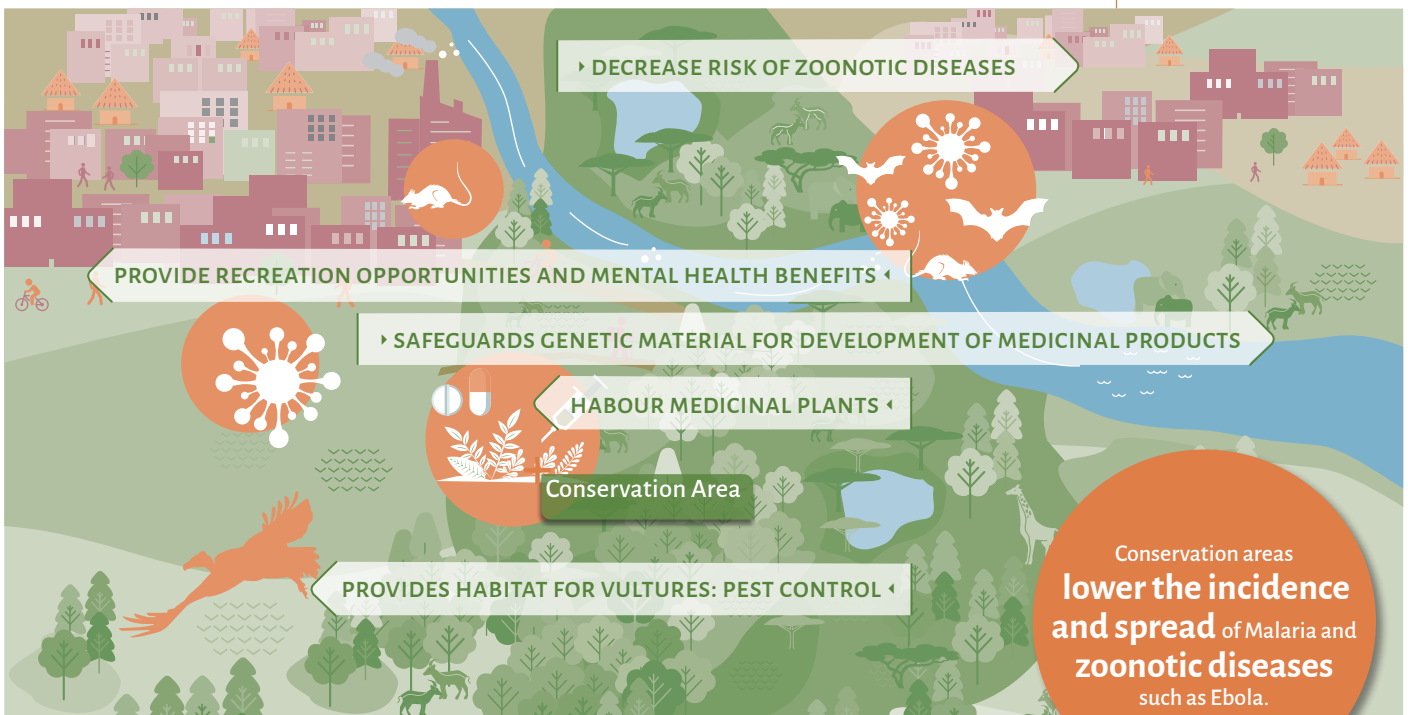 DECREASE RISK OF ZOONOTIC DISEASES
PROVIDE RECREATION OPPORTUNITIES AND MENTAL HEALTH BENEFITS
SAFEGUARDS GENETIC MATERIAL FOR DEVELOPMENT OF MEDICINAL PRODUCTS
HABOUR MEDICINAL PLANTS
Conservation Area
PROVIDES HABITAT FOR VULTURES: PEST CONTROL
Conservation areas
lower the incidence
and spread of Malaria and
zoonotic diseases
such as Ebola.